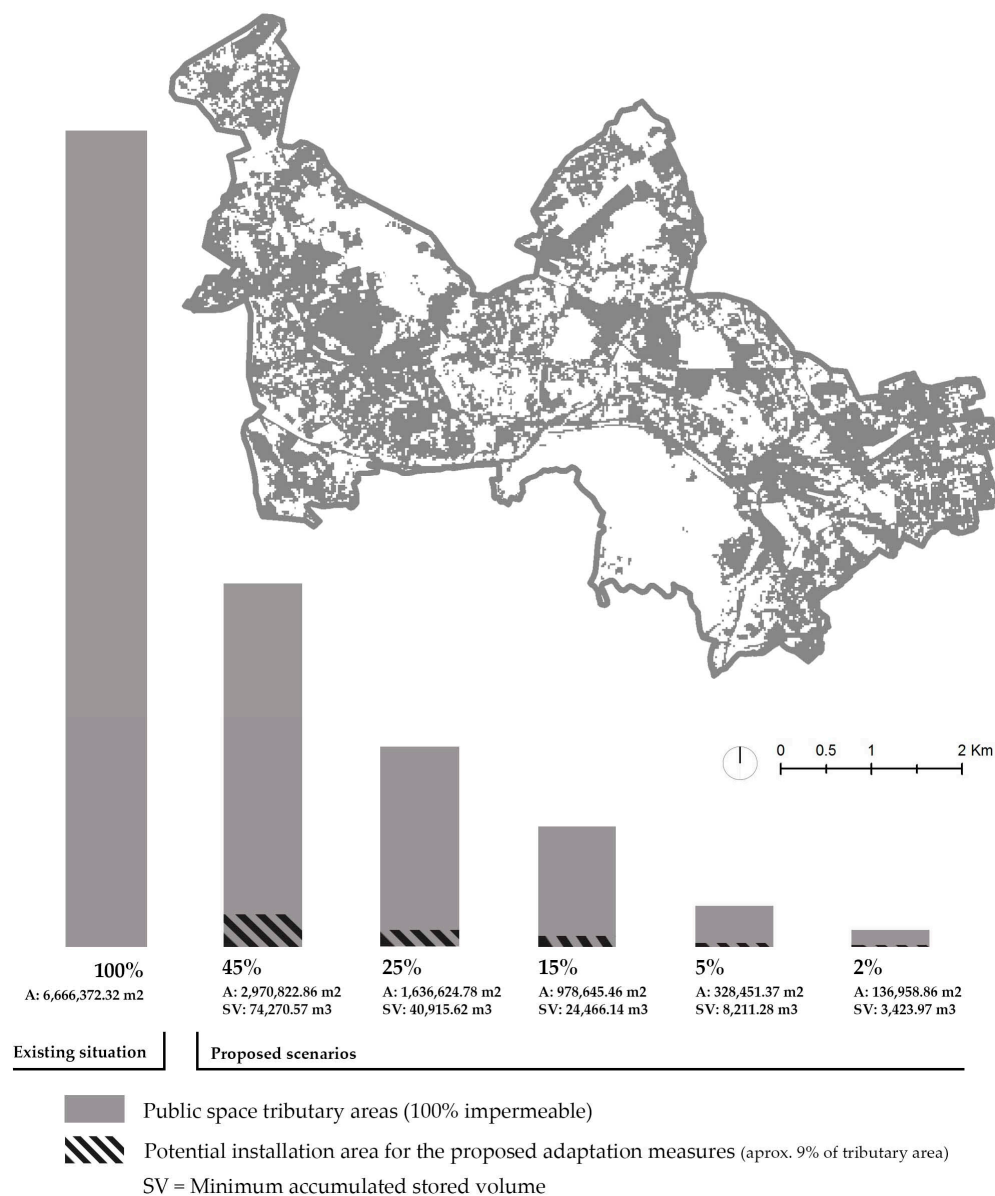 0 0.5 1 2 Km
100%
A: 6,666,372.32 m2
45%
A: 2,970,822.86 m2
SV: 74,270.57 m3
25%
A: 1,636,624.78 m2
SV: 40,915.62 m3
15%
A: 978,645.46 m2
SV: 24,466.14 m3
5%
A: 328,451.37 m2
SV: 8,211.28 m3
2%
A: 136,958.86 m2
SV: 3,423.97 m3
Existing situation
Proposed scenarios
Public space tributary areas (100% impermeable)
Potential installation area for the proposed adaptation measures (aprox. 9% of tributary area)
SV = Minimum accumulated stored volume